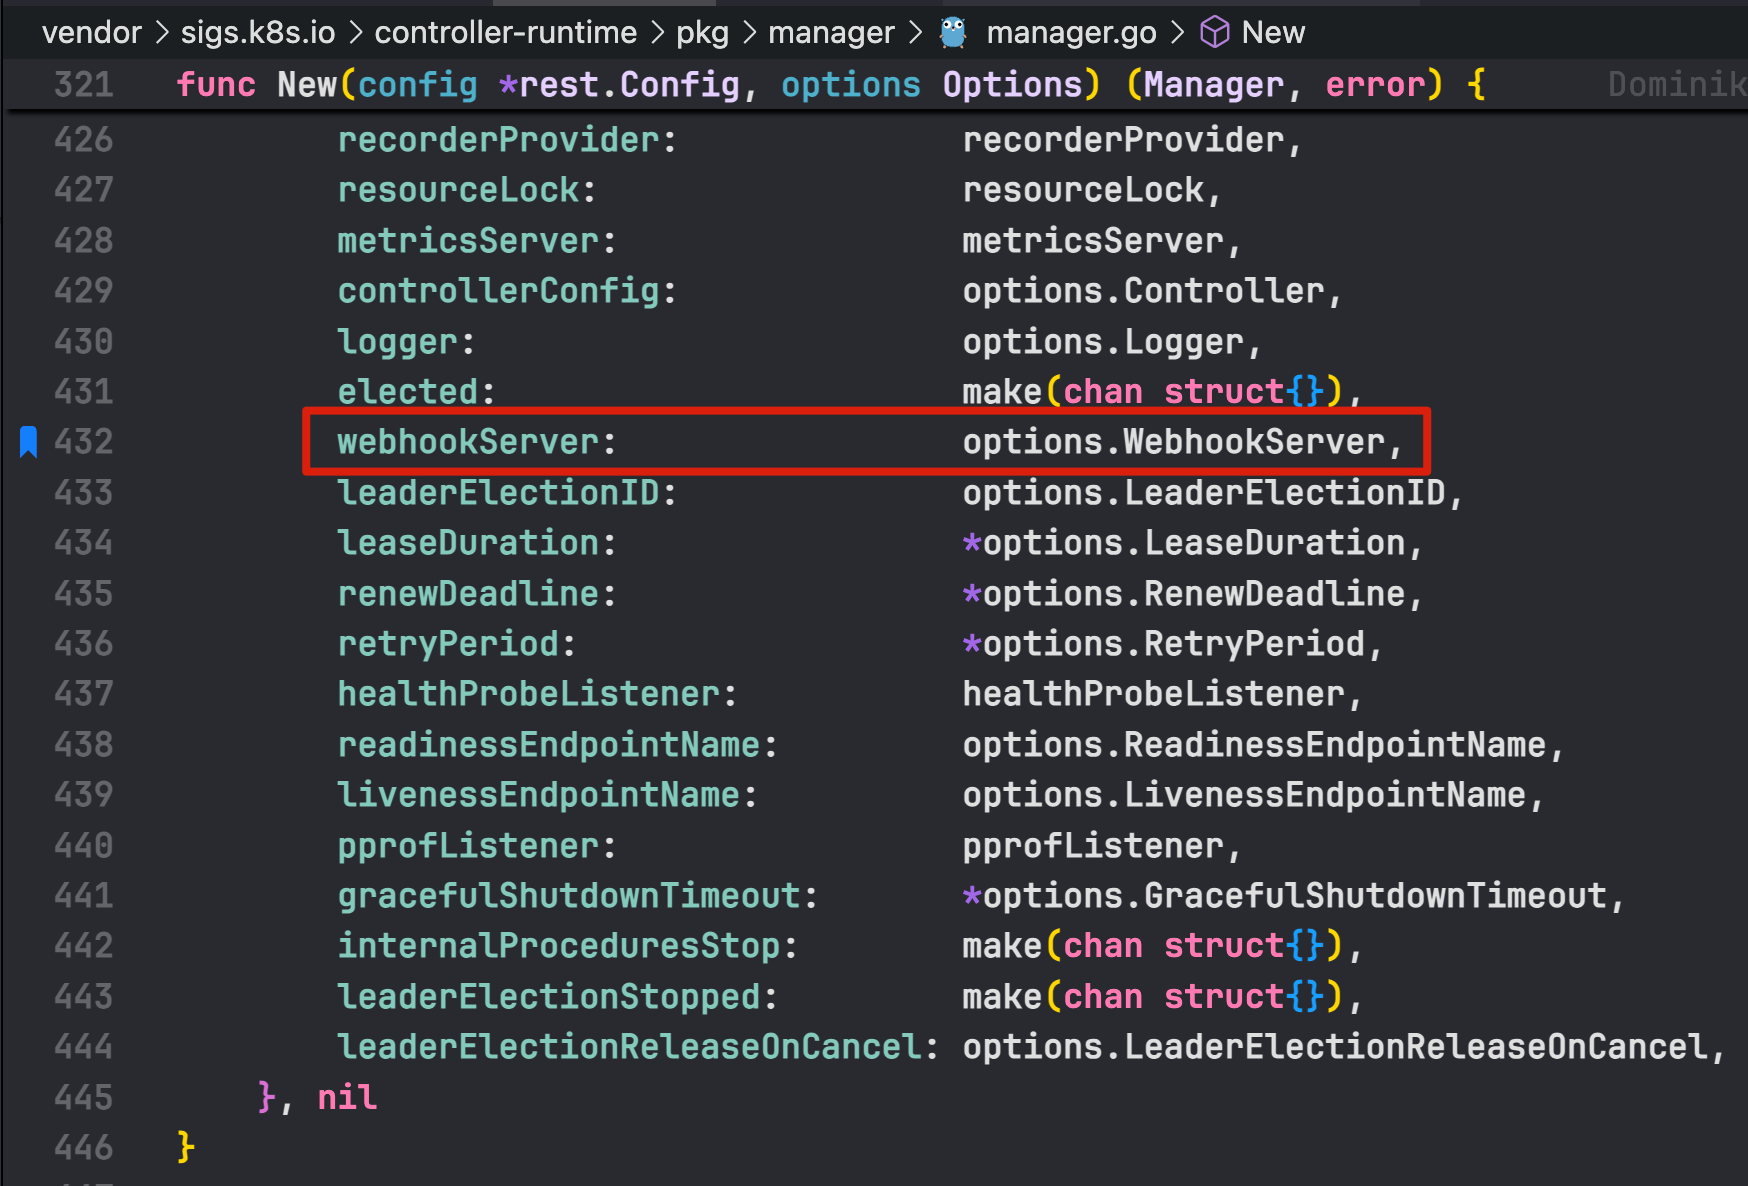 vendor > sigs.k8s.io > controller-runtime > pkg > manager > manager.go > New
321 func New(config *rest.Config, options Options) (Manager, error) { Dominik
426 recorderProvider: recorderProvider,
427 resourceLock: resourceLock,
428 metricsServer: metricsServer,
429 controllerConfig: options.Controller,
430 logger: options.Logger,
431 elected: make(chan struct{}),
432 webhookServer: options.WebhookServer,
433 leaderElectionID: options.LeaderElectionID,
434 leaseDuration: *options.LeaseDuration,
435 renewDeadline: *options.RenewDeadline,
436 retryPeriod: *options.RetryPeriod,
437 healthProbeListener: healthProbeListener,
438 readinessEndpointName: options.ReadinessEndpointName,
439 livenessEndpointName: options.LivenessEndpointName,
440 pprofListener: pprofListener,
441 gracefulShutdownTimeout: *options.GracefulShutdownTimeout,
442 internalProceduresStop: make(chan struct{}),
443 leaderElectionStopped: make(chan struct{}),
444 leaderElectionReleaseOnCancel: options.LeaderElectionReleaseOnCancel,
445 }, nil
446 }